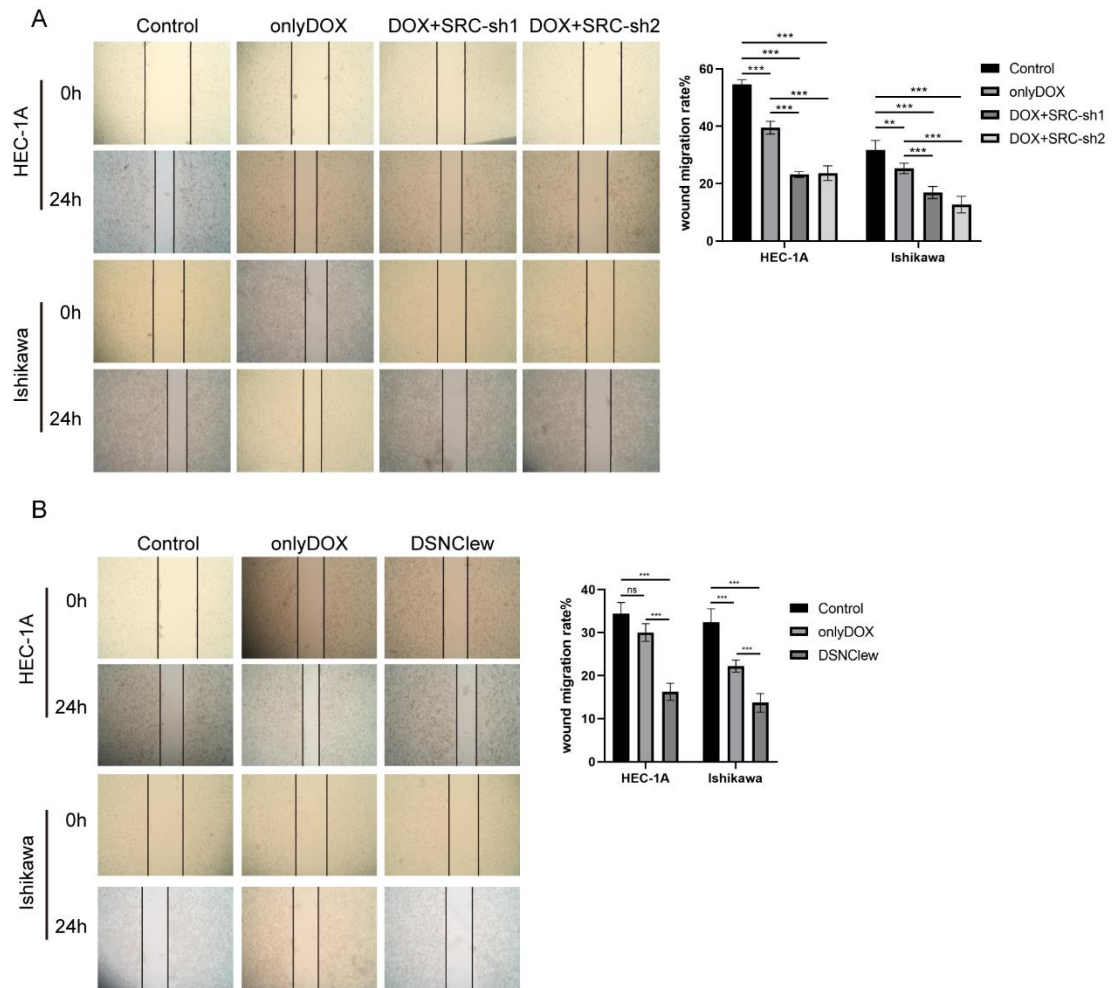 A
Control onlyDOX DOX+SRC-sh1 DOX+SRC-sh2
HEC-1A
0h
24h
Ishikawa
0h
24h
wound migration rate%
60
40
20
0
***
***
***
***
***
***
***
**
***
***
HEC-1A Ishikawa
Control
onlyDOX
DOX+SRC-sh1
DOX+SRC-sh2
B
Control onlyDOX DSNClew
HEC-1A
0h
24h
Ishikawa
0h
24h
wound migration rate%
40
30
20
10
0
***
ns
***
***
***
***
HEC-1A Ishikawa
Control
onlyDOX
DSNClew